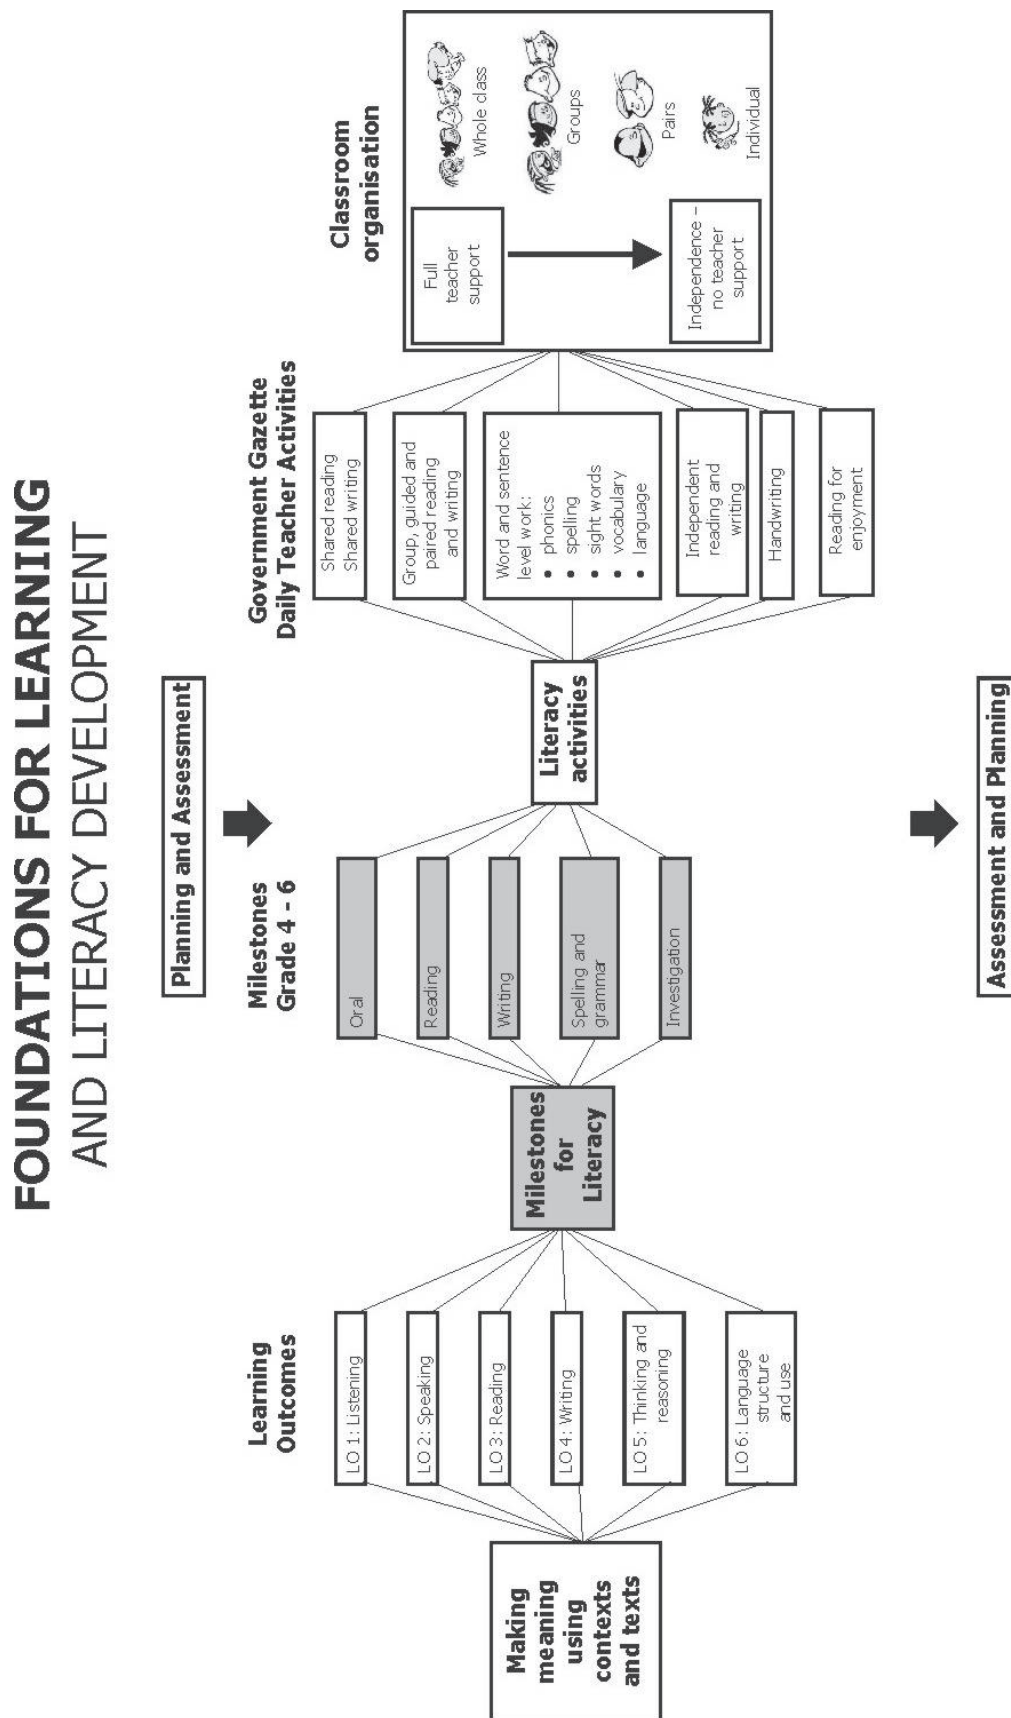 FOUNDATIONS FOR LEARNING
AND LITERACY DEVELOPMENT
Planning and Assessment
Learning
Outcomes
Milestones
Grade 4 - 6
Government Gazette
Daily Teacher Activities
Classroom
organisation
Making
meaning
using
contexts
and texts
LO 1: Listening
LO 2: Speaking
LO 3: Reading
LO 4: Writing
LO 5: Thinking and
reasoning
LO 6: Language
structure
and use
Milestones
for
Literacy
Oral
Reading
Writing
Spelling and
grammar
Investigation
Literacy
activities
Shared reading
Shared writing
Group, guided and
paired reading
and writing
Word and sentence
level work:
• phonics
• spelling
• sight words
• vocabulary
• language
Independent
reading and
writing
Handwriting
Reading for
enjoyment
Full
teacher
support
Independence –
no teacher
support
Whole class
Groups
Pairs
Individual
Assessment and Planning